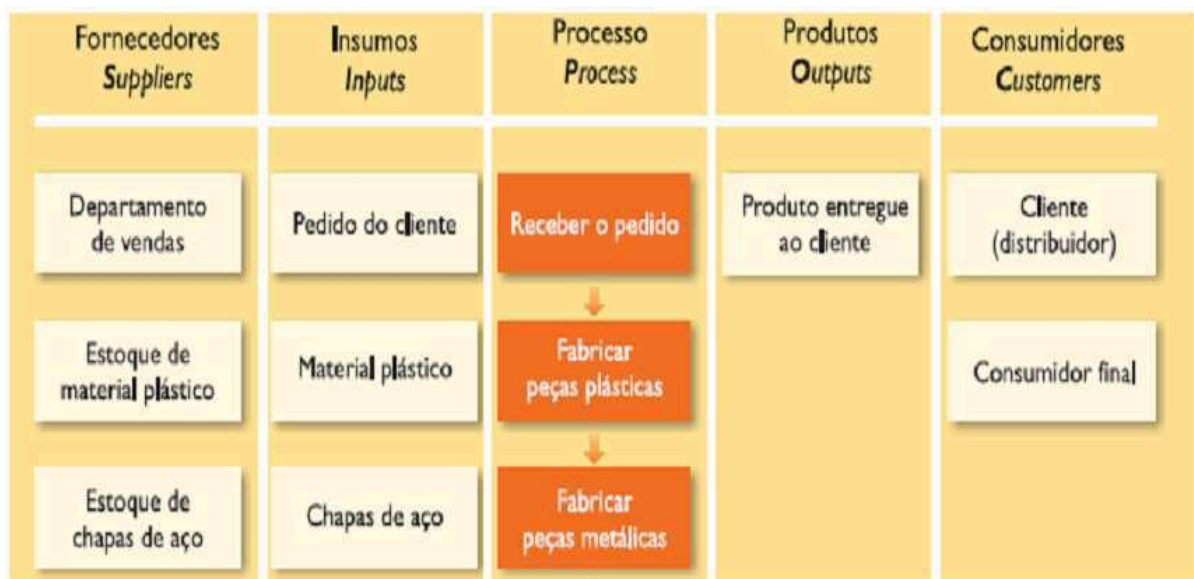 Fornecedores
Suppliers
Insumos
Inputs
Processo
Process
Produtos
Outputs
Consumidores
Customers
Departamento
de vendas
Pedido do cliente
Receber o pedido
Produto entregue
ao cliente
Cliente
(distribuidor)
Estoque de
material plástico
Material plástico
Fabricar
peças plásticas
Consumidor final
Estoque de
chapas de aço
Chapas de aço
Fabricar
peças metálicas